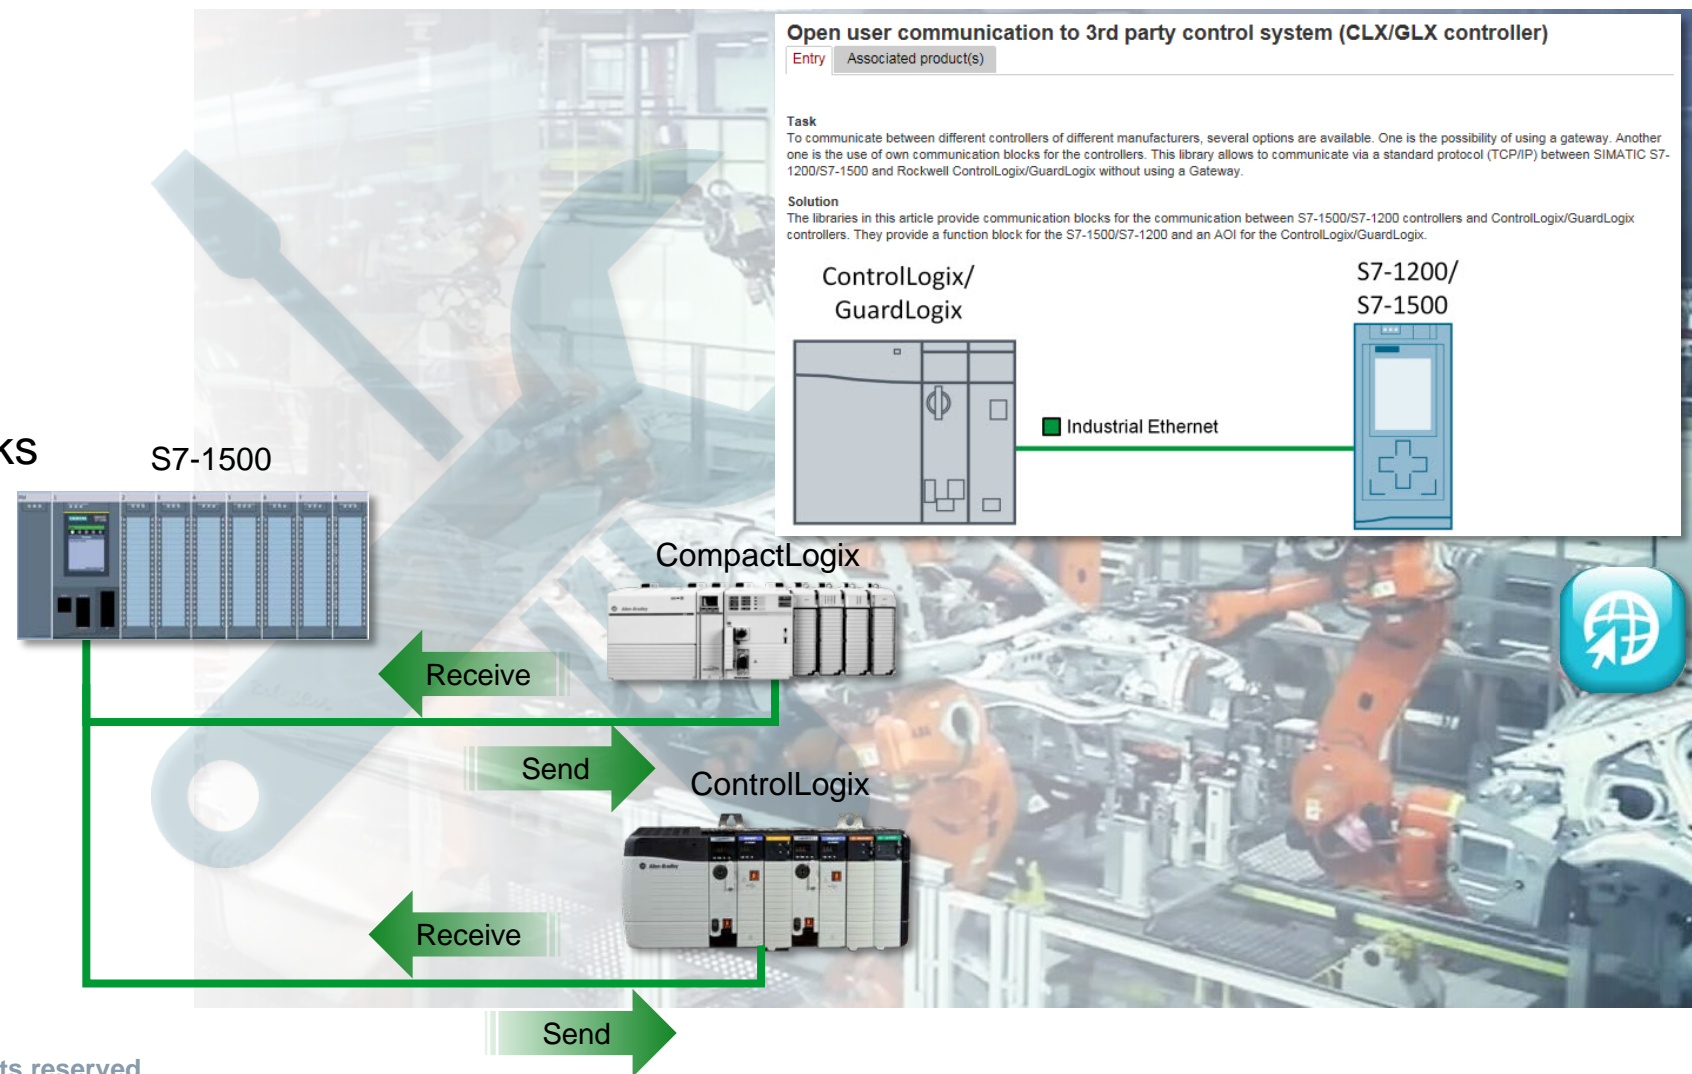 Open user communication to 3rd party control system (CLX/GLX controller)
Entry Associated product(s)
Task
To communicate between different controllers of different manufacturers, several options are available. One is the possibility of using a gateway. Another
one is the use of own communication blocks for the controllers. This library allows to communicate via a standard protocol (TCP/IP) between SIMATIC S7-
1200/S7-1500 and Rockwell ControlLogix/GuardLogix without using a Gateway.
Solution
The libraries in this article provide communication blocks for the communication between S7-1500/S7-1200 controllers and ControlLogix/GuardLogix
controllers. They provide a function block for the S7-1500/S7-1200 and an AOI for the ControlLogix/GuardLogix.
ControlLogix/
GuardLogix
S7-1200/
S7-1500
Industrial Ethernet
ks
S7-1500
CompactLogix
Allen-Bradley
Receive
Send
ControlLogix
Allen-Bradley
Receive
Send
ts reserved